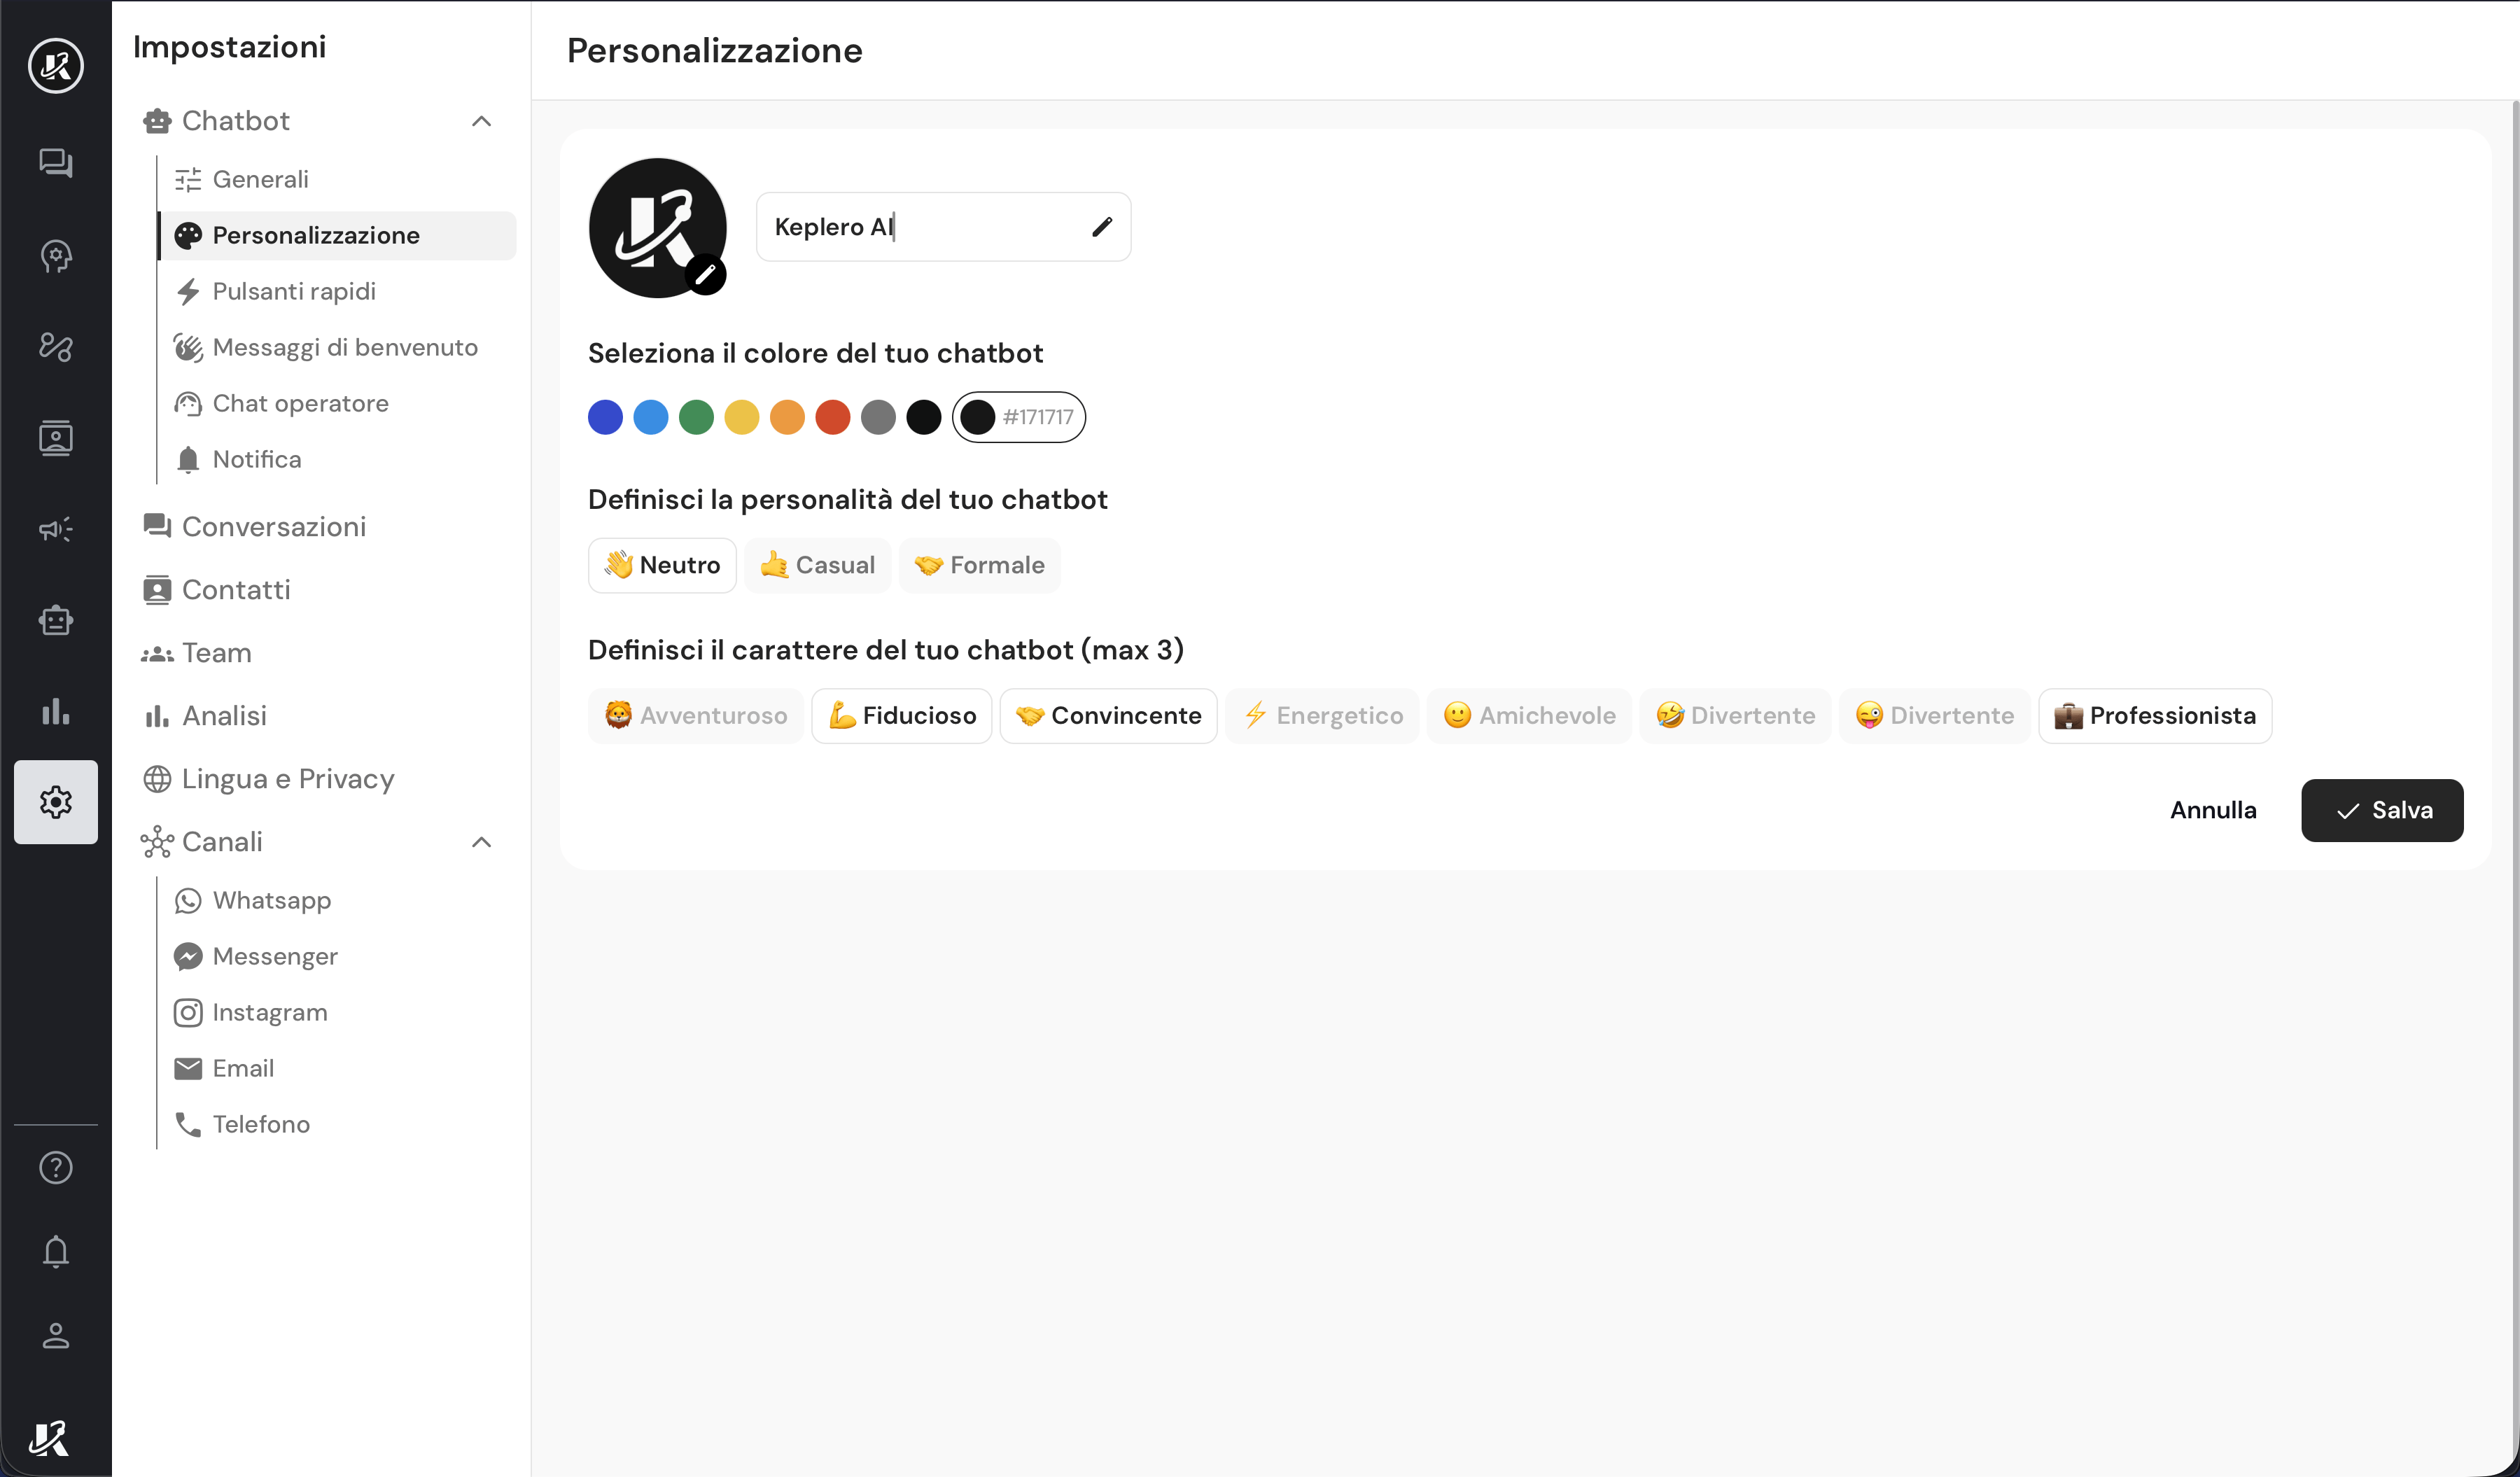 Impostazioni
Chatbot
Generali
Personalizzazione
Pulsanti rapidi
Messaggi di benvenuto
Chat operatore
Notifica
Conversazioni
Contatti
Team
Analisi
Lingua e Privacy
Canali
Whatsapp
Messenger
Instagram
Email
Telefono
Personalizzazione
Keplero AI
Seleziona il colore del tuo chatbot
#171717
Definisci la personalità del tuo chatbot
👋 Neutro 🤙 Casual 🤝 Formale
Definisci il carattere del tuo chatbot (max 3)
🦁 Avventuroso 💪 Fiducioso 🤝 Convincente ⚡ Energetico 🙂 Amichevole 🤣 Divertente 😜 Divertente 💼 Professionista
Annulla Salva